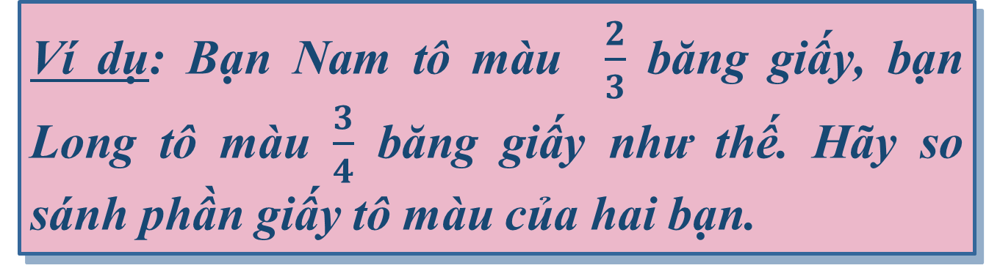 Ví dụ: Bạn Nam tô màu 2/3 băng giấy, bạn
Long tô màu 3/4 băng giấy như thế. Hãy so
sánh phần giấy tô màu của hai bạn.